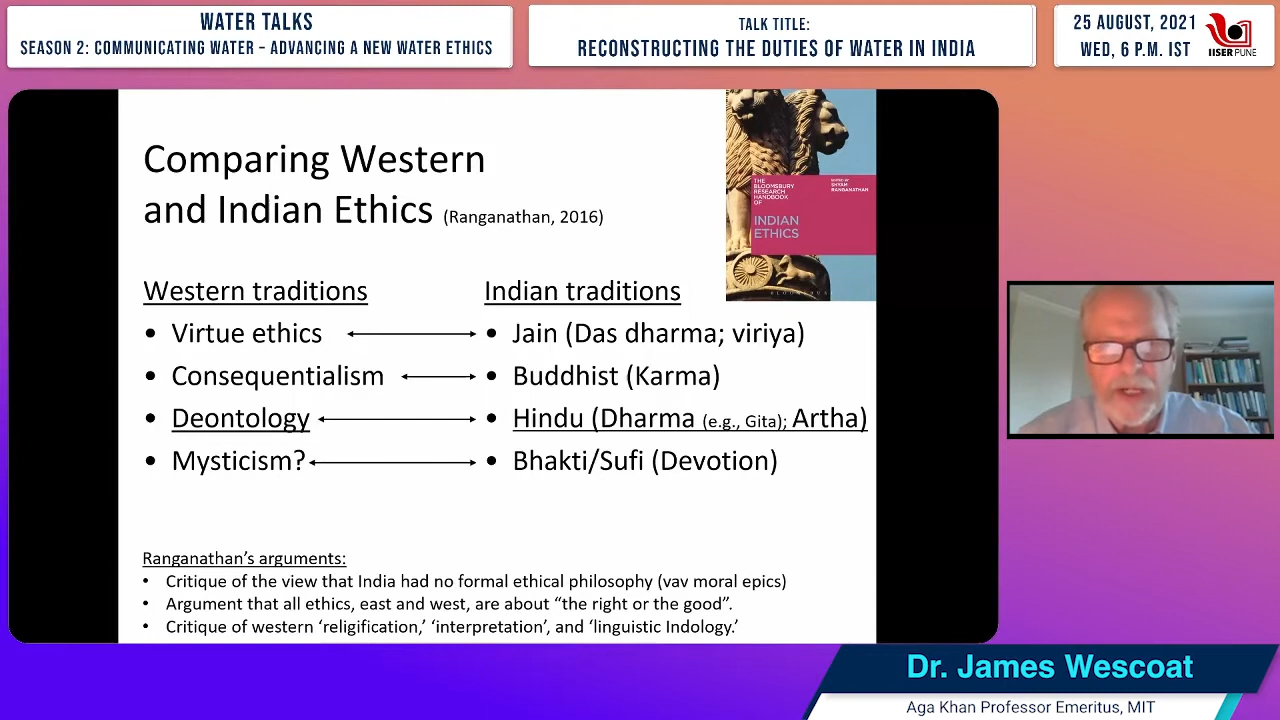 WATER TALKS
SEASON 2: COMMUNICATING WATER – ADVANCING A NEW WATER ETHICS
TALK TITLE:
RECONSTRUCTING THE DUTIES OF WATER IN INDIA
25 AUGUST, 2021
WED, 6 P.M. IST
IISER PUNE
Comparing Western
and Indian Ethics (Ranganathan, 2016)
THE
BLOOMSBURY
RESEARCH
HANDBOOK
OF
INDIAN
ETHICS
EDITED BY
SHYAM
RANGANATHAN
BLOOMSBURY
Western traditions
• Virtue ethics
• Consequentialism
• Deontology
• Mysticism?
Indian traditions
• Jain (Das dharma; viriya)
• Buddhist (Karma)
• Hindu (Dharma (e.g., Gita); Artha)
• Bhakti/Sufi (Devotion)
Ranganathan's arguments:
• Critique of the view that India had no formal ethical philosophy (vav moral epics)
• Argument that all ethics, east and west, are about “the right or the good”.
• Critique of western ‘religification,’ ‘interpretation’, and ‘linguistic Indology.’
Dr. James Wescoat
Aga Khan Professor Emeritus, MIT